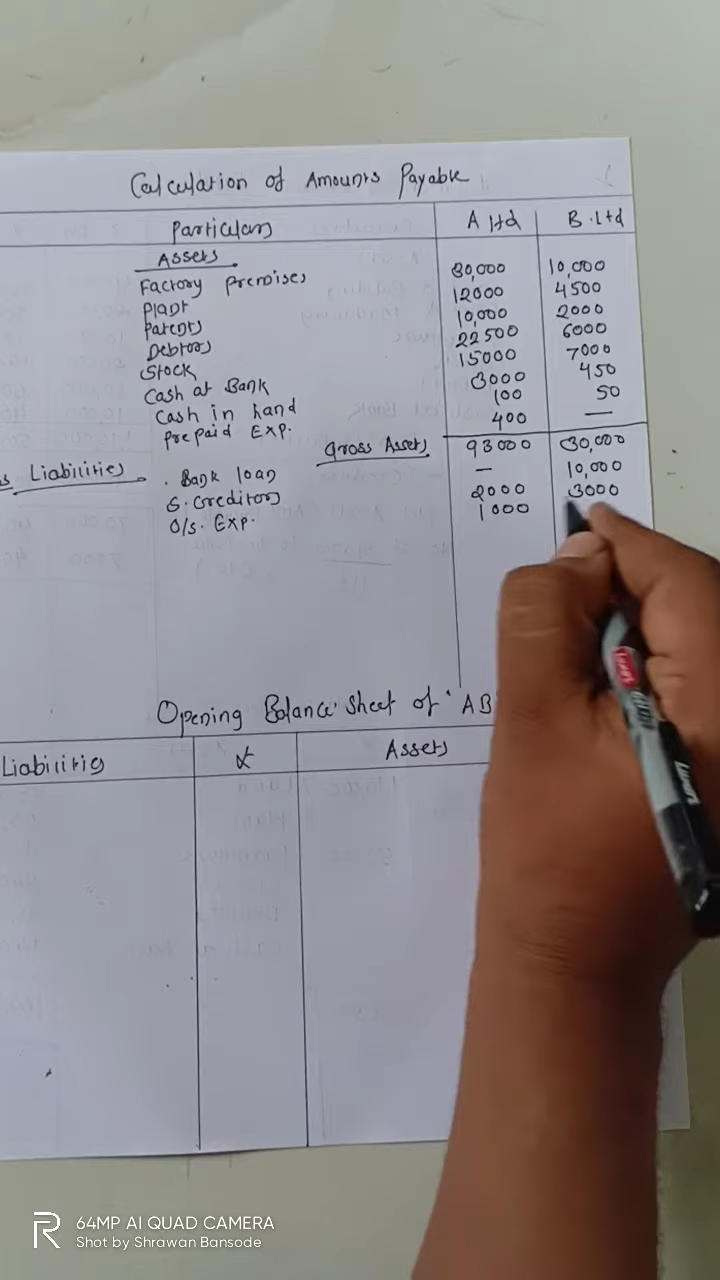 Calculation of Amounts Payable
Particulars A Ltd B. Ltd
Assets
Factory premises 30,000 10,000
Plant 12000 4500
Patents 10,000 2000
Debtors 22500 6000
Stock 15000 7000
Cash at Bank 3000 450
Cash in hand 100 50
Prepaid Exp. 400 —
Gross Assets 93000 30,000
Liabilities . Bank loan — 10,000
S. Creditors 2000 3000
O/s. Exp. 1000
Opening Balance Sheet of 'AB
Liabilities Assets
64MP AI QUAD CAMERA
Shot by Shrawan Bansode